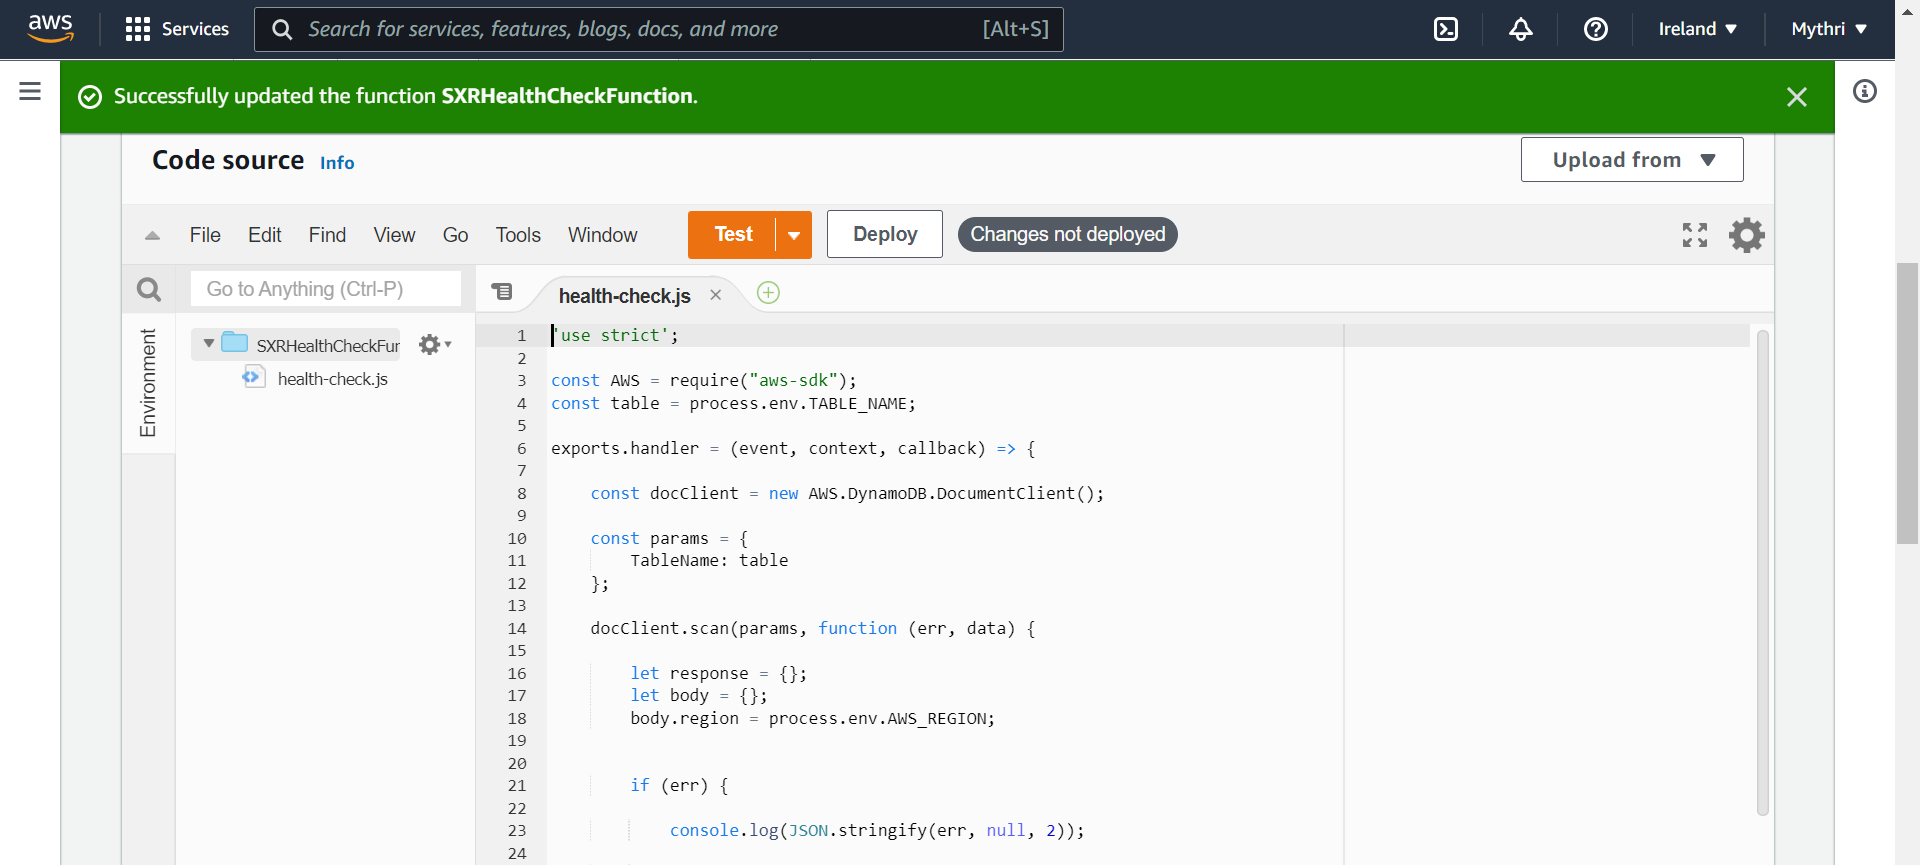 aws
Services
Search for services, features, blogs, docs, and more [Alt+S]
Ireland ▼
Mythri ▼
Successfully updated the function SXRHealthCheckFunction.
Code source Info
Upload from ▼
File Edit Find View Go Tools Window Test Deploy Changes not deployed
Go to Anything (Ctrl-P)
health-check.js
Environment
SXRHealthCheckFur
health-check.js
1 'use strict';
2
3 const AWS = require("aws-sdk");
4 const table = process.env.TABLE_NAME;
5
6 exports.handler = (event, context, callback) => {
7
8     const docClient = new AWS.DynamoDB.DocumentClient();
9
10     const params = {
11         TableName: table
12     };
13
14     docClient.scan(params, function (err, data) {
15
16         let response = {};
17         let body = {};
18         body.region = process.env.AWS_REGION;
19
20
21         if (err) {
22
23             console.log(JSON.stringify(err, null, 2));
24